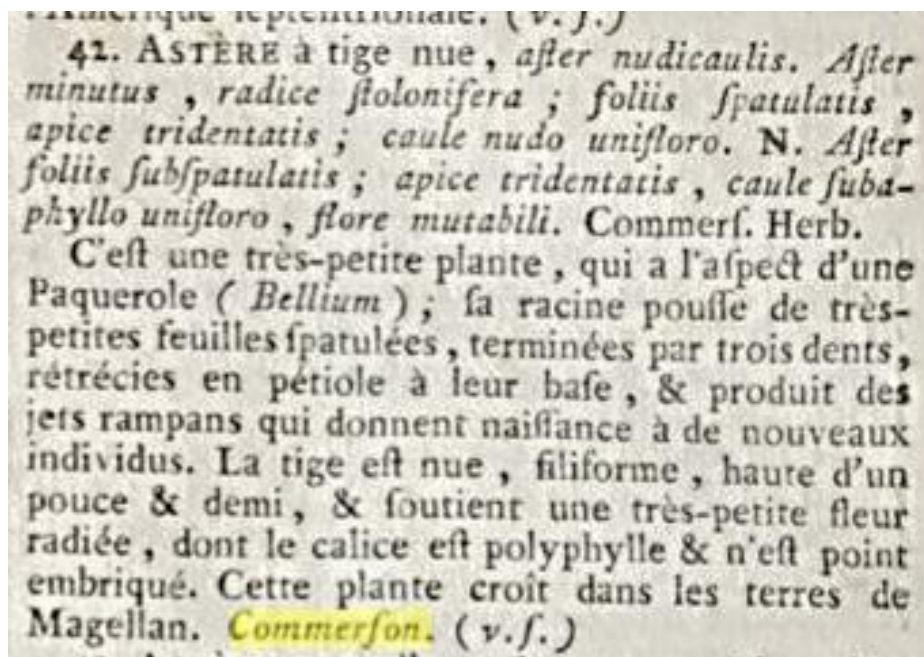 l'Amérique septentrionale. (v. ſ.)
42. ASTERE à tige nue, aſter nudicaulis. Aſter
minutus, radice ſtolonifera; foliis ſpatulatis,
apice tridentatis; caule nudo unifloro. N. Aſter
foliis ſubſpatulatis; apice tridentatis, caule ſuba-
phyllo unifloro, flore mutabili. Commerſ. Herb.
C'eſt une très-petite plante, qui a l'aſpect d'une
Paquerole (Bellium); ſa racine pouſſe de très-
petites feuilles ſpatulées, terminées par trois dents,
rétrécies en pétiole à leur baſe, & produit des
jets rampans qui donnent naiſſance à de nouveaux
individus. La tige eſt nue, filiforme, haute d'un
pouce & demi, & ſoutient une très-petite fleur
radiée, dont le calice eſt polyphylle & n'eſt point
embriqué. Cette plante croît dans les terres de
Magellan. Commerſon. (v. ſ.)